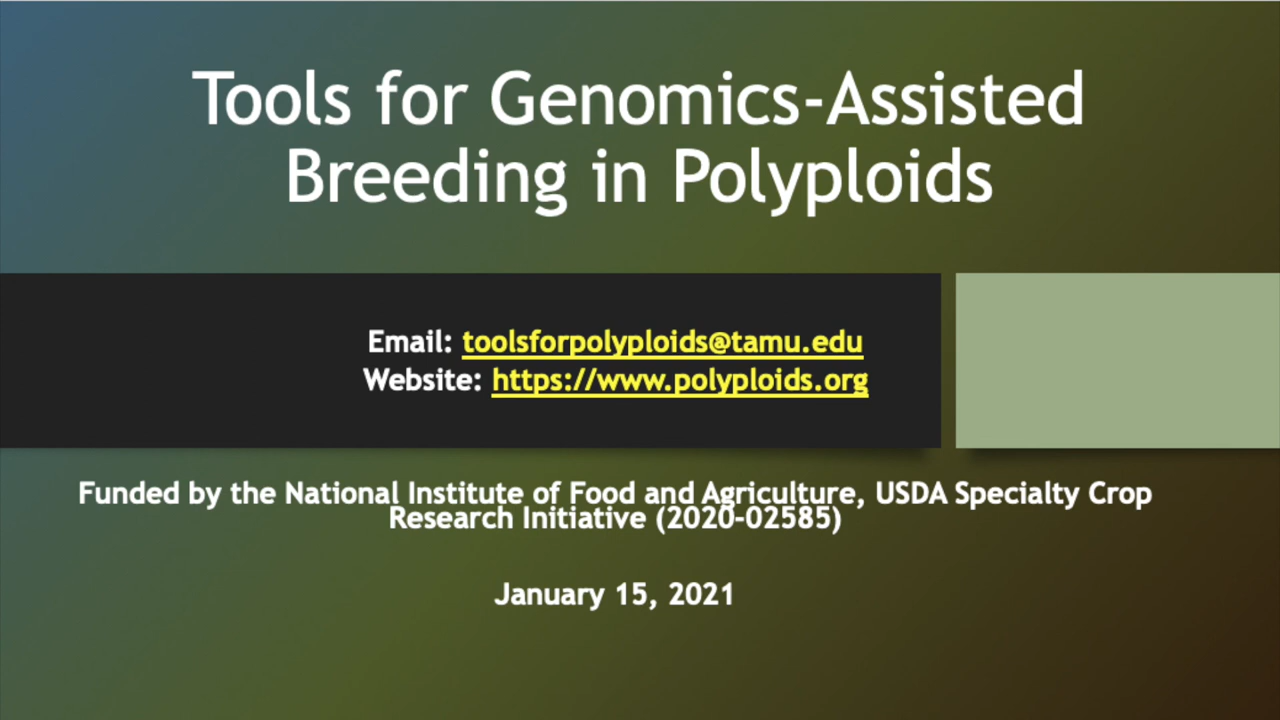 Tools for Genomics-Assisted
Breeding in Polyploids
Email: toolsforpolyploids@tamu.edu
Website: https://www.polyploids.org
Funded by the National Institute of Food and Agriculture, USDA Specialty Crop
Research Initiative (2020-02585)
January 15, 2021